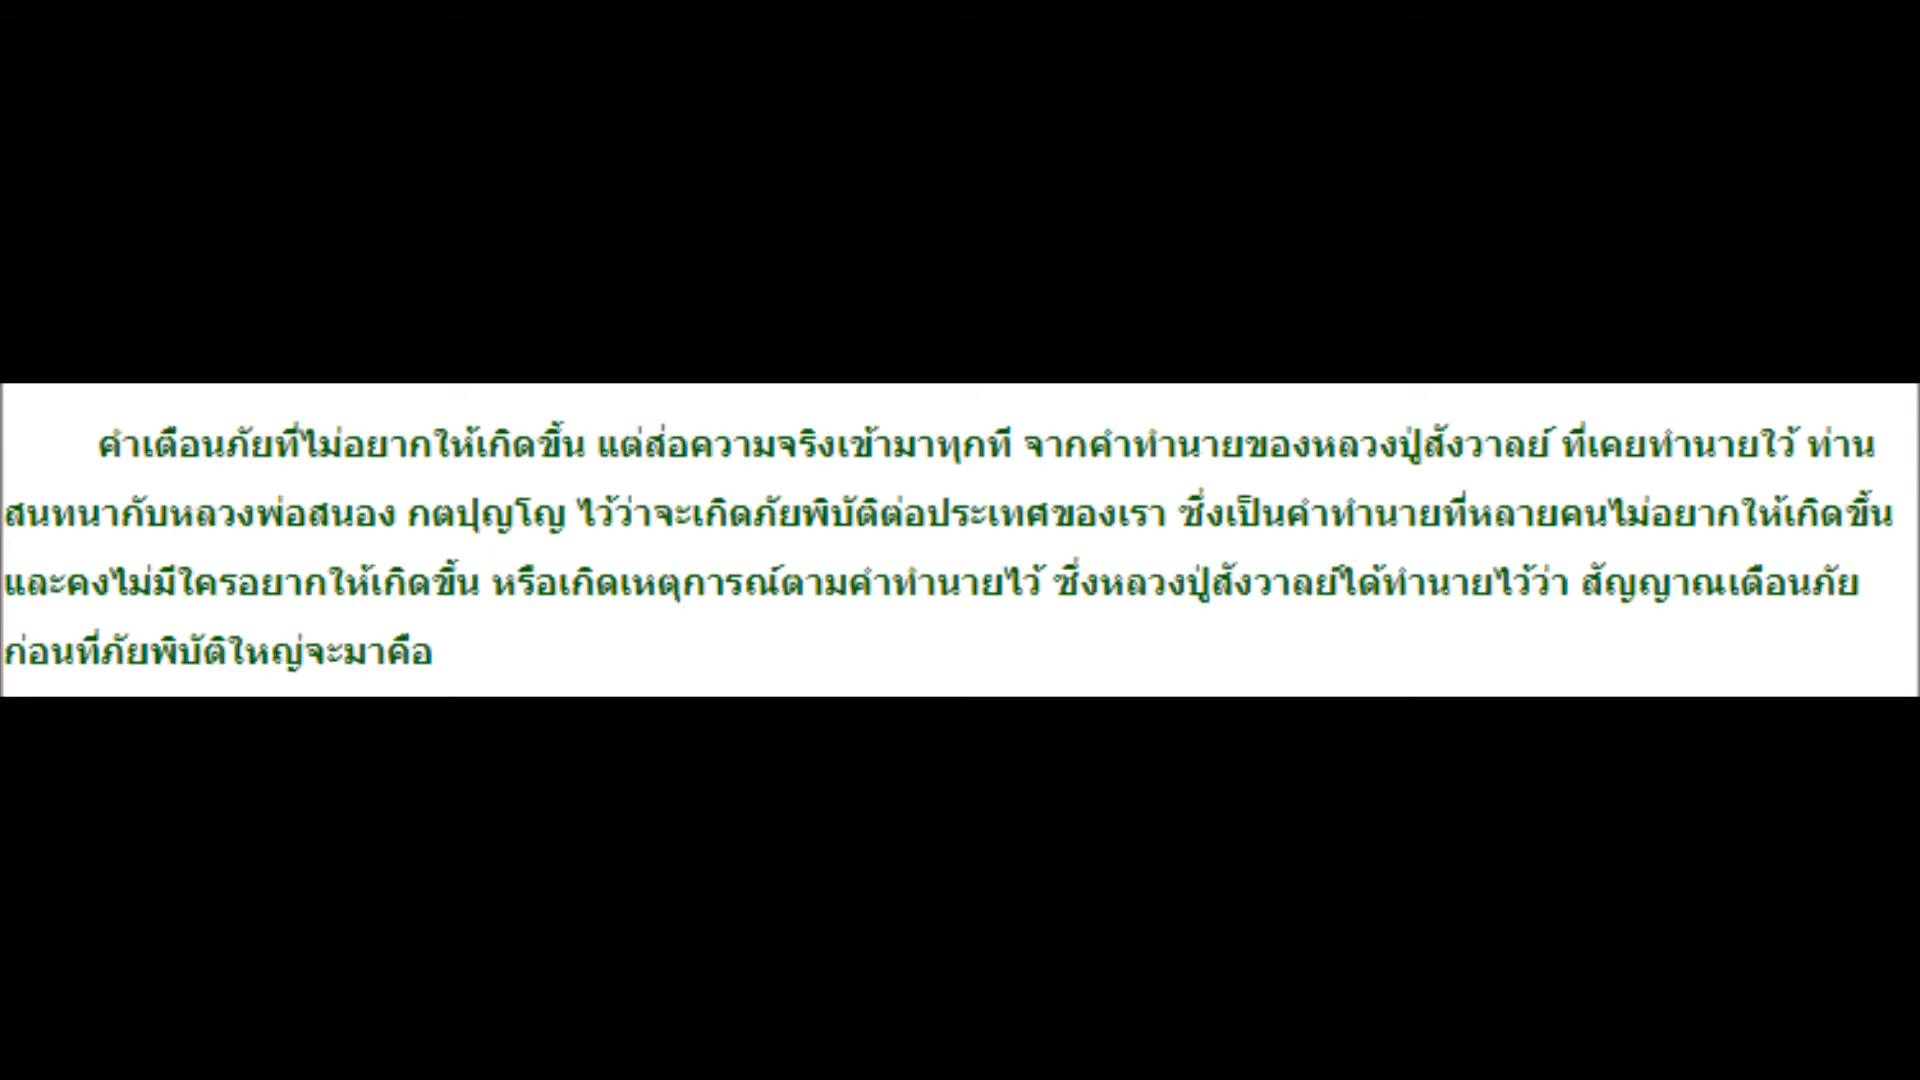 คำเตือนภัยที่ไม่อยากให้เกิดขึ้น แต่ส่อความจริงเข้ามาทุกที จากคำทำนายของหลวงปู่สังวาลย์ ที่เคยทำนายใว้ ท่าน
สนทนากับหลวงพ่อสนอง กตปุญโญ ไว้ว่าจะเกิดภัยพิบัติต่อประเทศของเรา ซึ่งเป็นคำทำนายที่หลายคนไม่อยากให้เกิดขึ้น
และคงไม่มีใครอยากให้เกิดขึ้น หรือเกิดเหตุการณ์ตามคำทำนายไว้ ซึ่งหลวงปู่สังวาลย์ได้ทำนายไว้ว่า สัญญาณเตือนภัย
ก่อนที่ภัยพิบัติใหญ่จะมาคือ